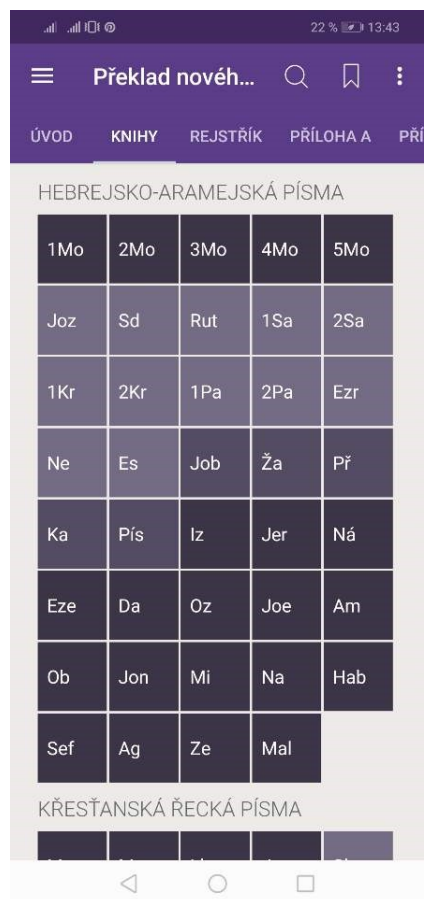 22 % 13:43
Překlad novéh...
ÚVOD KNIHY REJSTŘÍK PŘÍLOHA A PŘÍ
HEBREJSKO-ARAMEJSKÁ PÍSMA
1Mo 2Mo 3Mo 4Mo 5Mo
Joz Sd Rut 1Sa 2Sa
1Kr 2Kr 1Pa 2Pa Ezr
Ne Es Job Ža Př
Ka Pís Iz Jer Ná
Eze Da Oz Joe Am
Ob Jon Mi Na Hab
Sef Ag Ze Mal
KŘESŤANSKÁ ŘECKÁ PÍSMA